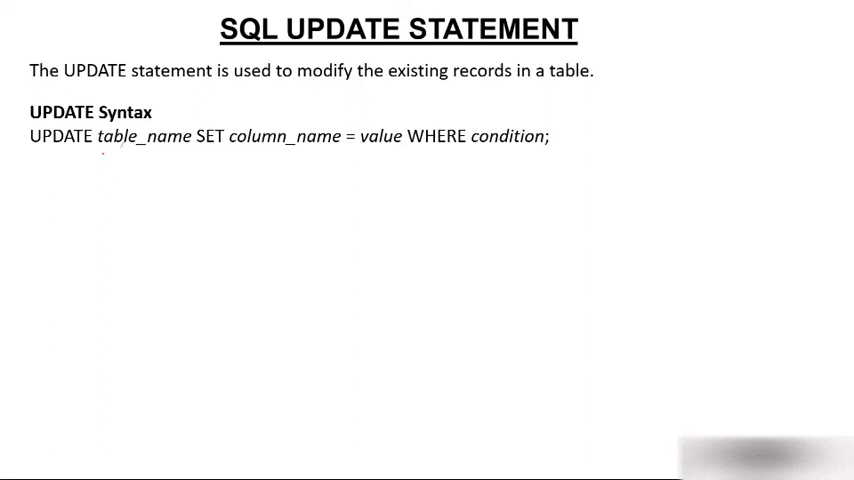 SQL UPDATE STATEMENT
The UPDATE statement is used to modify the existing records in a table.
UPDATE Syntax
UPDATE table_name SET column_name = value WHERE condition;